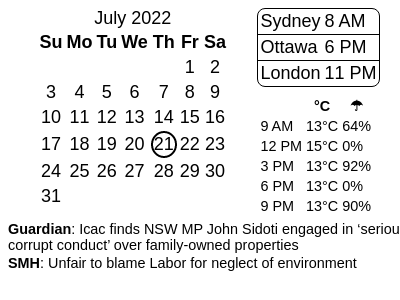 July 2022
Su Mo Tu We Th Fr Sa
1 2
3 4 5 6 7 8 9
10 11 12 13 14 15 16
17 18 19 20 21 22 23
24 25 26 27 28 29 30
31
Sydney 8 AM
Ottawa 6 PM
London 11 PM
°C ☂
9 AM 13°C 64%
12 PM 15°C 0%
3 PM 13°C 92%
6 PM 13°C 0%
9 PM 13°C 90%
Guardian: Icac finds NSW MP John Sidoti engaged in ‘seriou
corrupt conduct’ over family-owned properties
SMH: Unfair to blame Labor for neglect of environment